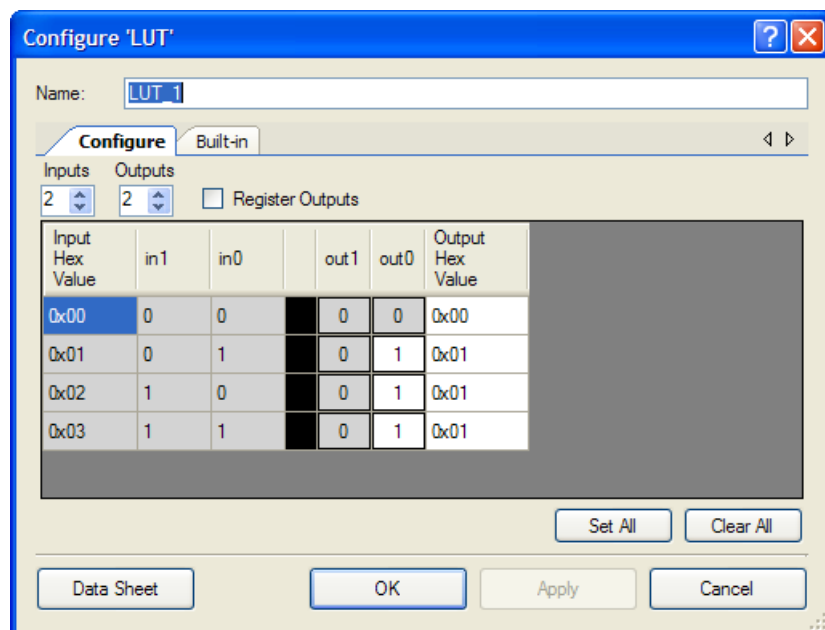 Configure 'LUT'
Name: LUT_1
Configure Built-in
Inputs Outputs
2 2 Register Outputs
Input Hex Value in1 in0 out1 out0 Output Hex Value
0x00 0 0 0 0 0x00
0x01 0 1 0 1 0x01
0x02 1 0 0 1 0x01
0x03 1 1 0 1 0x01
Set All Clear All
Data Sheet OK Apply Cancel